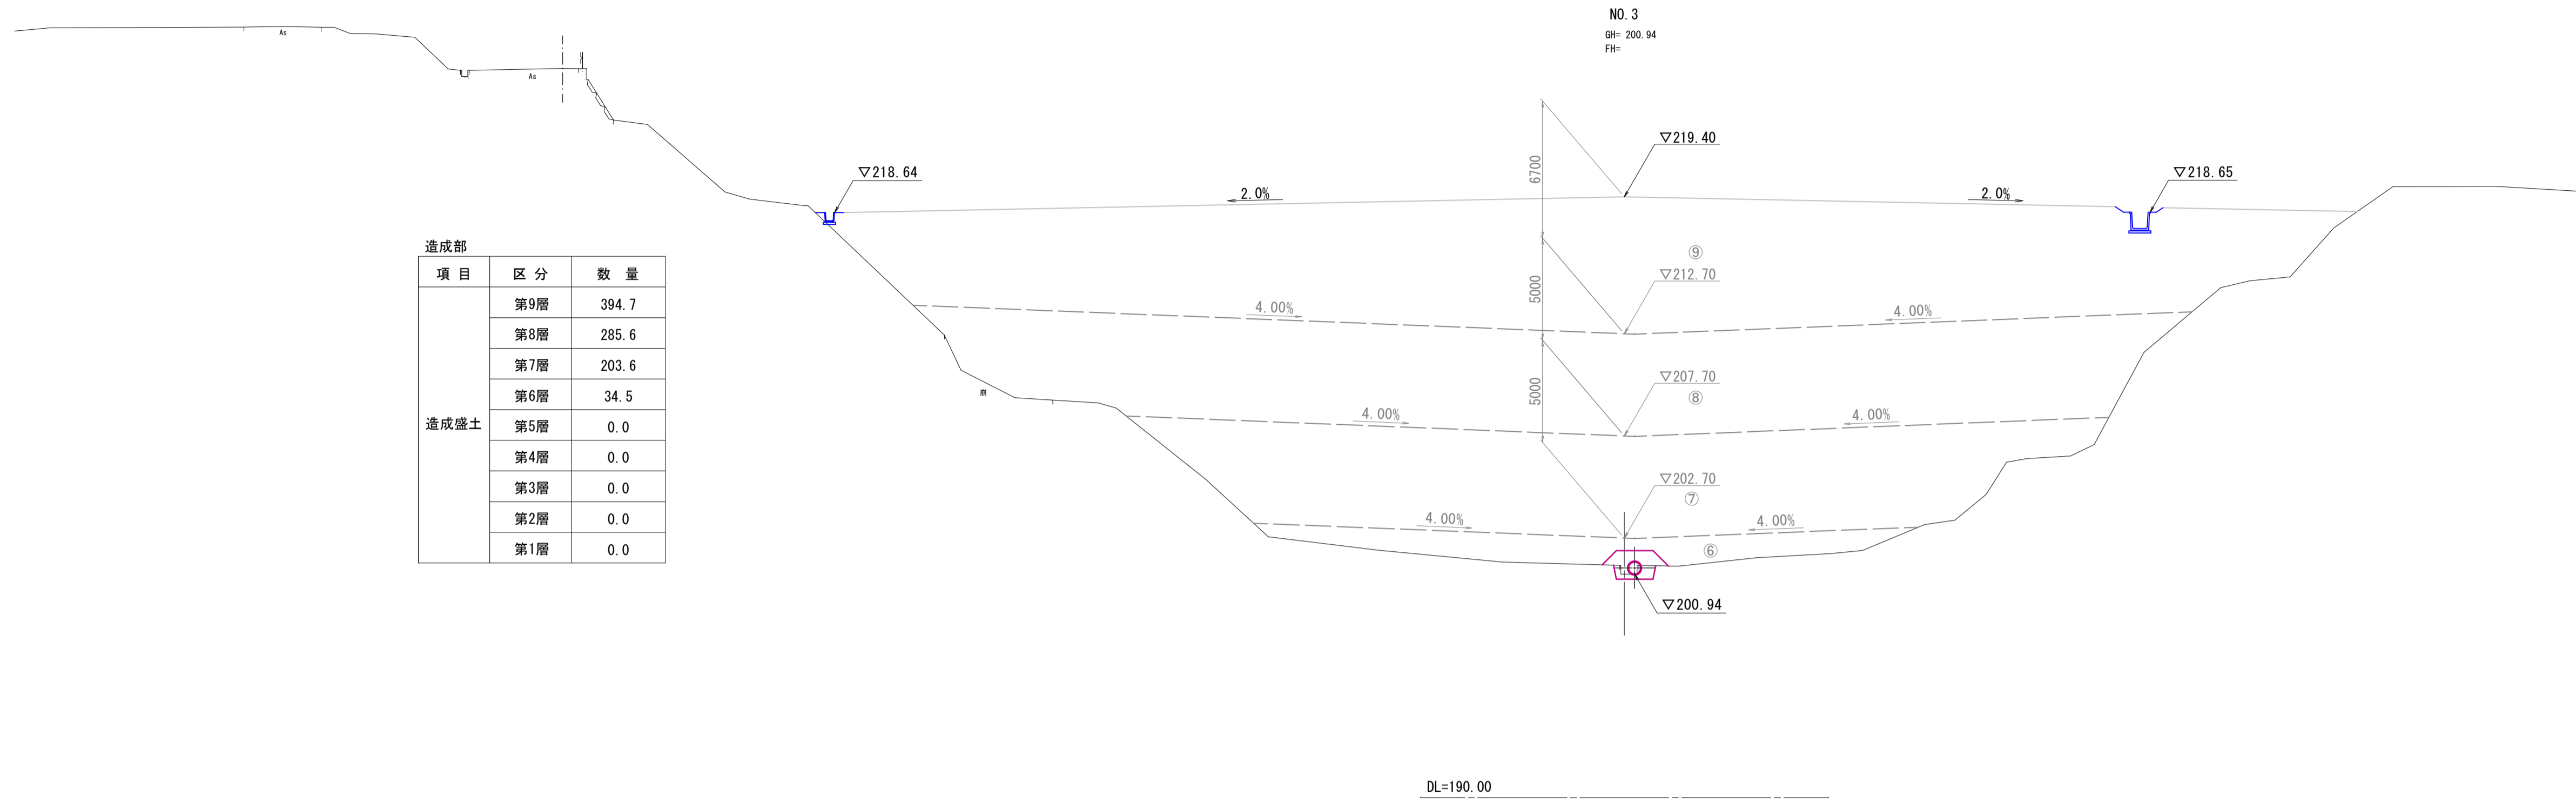 NO.3
GH= 200.94
FH=
As
As
▽219.40
6700
▽218.64
▽218.65
2.0%
2.0%
造成部
項 目 区 分 数 量
造成盛土
第9層 394.7
第8層 285.6
第7層 203.6
第6層 34.5
第5層 0.0
第4層 0.0
第3層 0.0
第2層 0.0
第1層 0.0
⑨
▽212.70
5000
4.00%
4.00%
▽207.70
⑧
5000
崩
4.00%
4.00%
▽202.70
⑦
4.00%
4.00%
⑥
▽200.94
DL=190.00